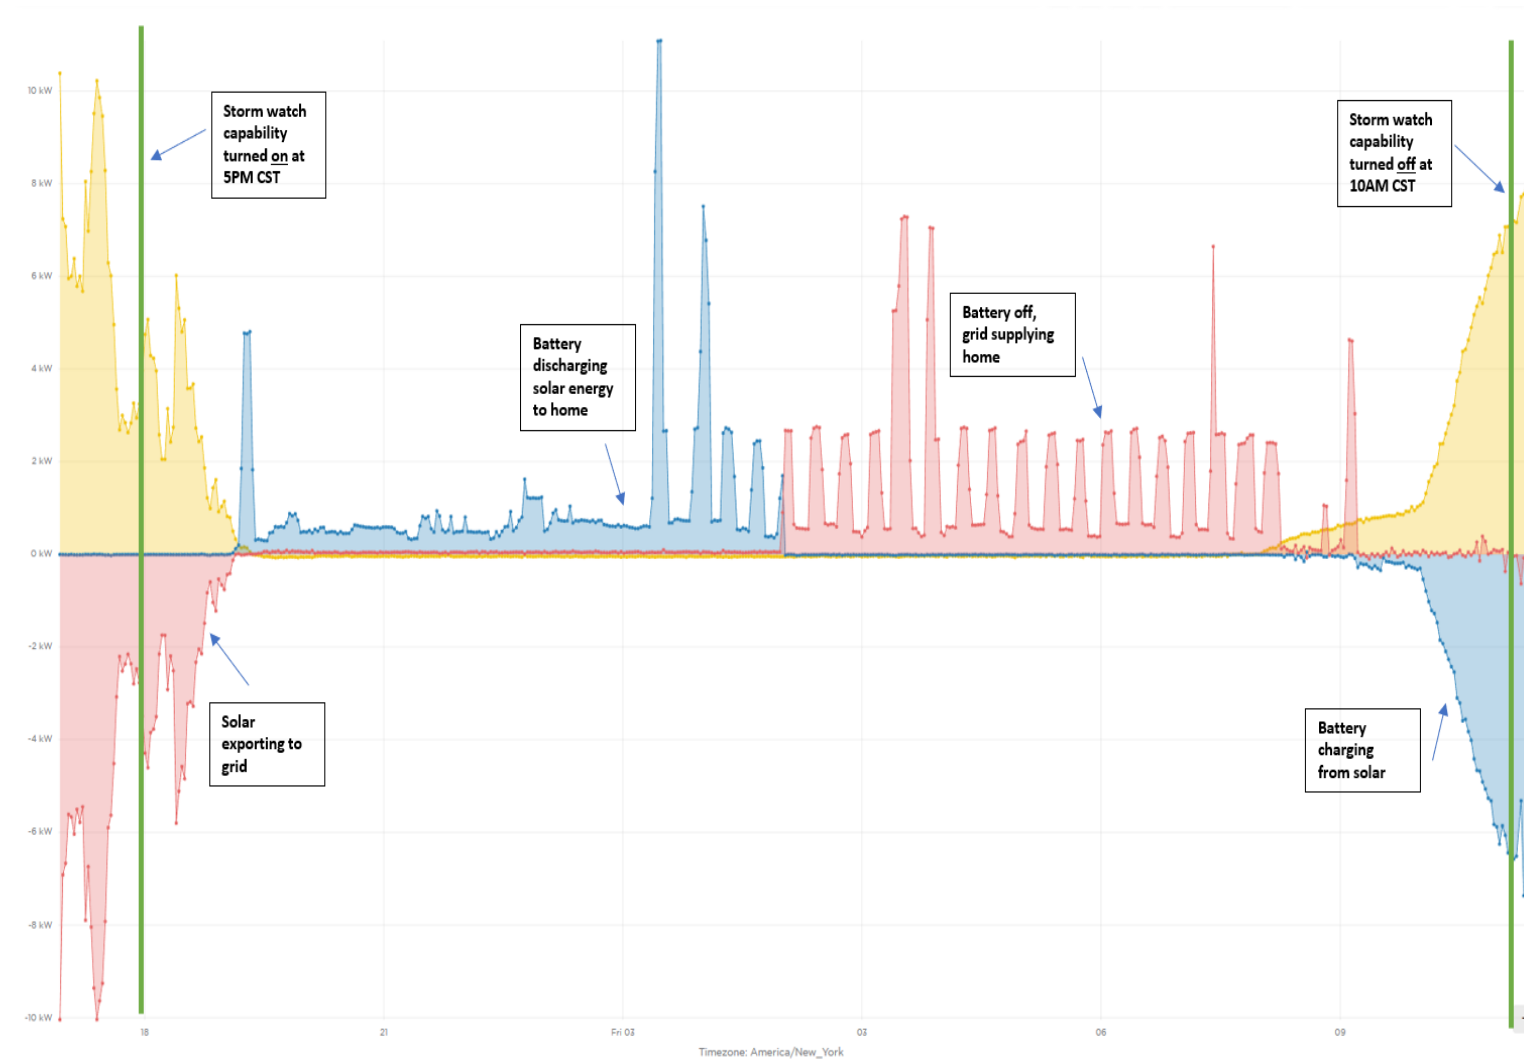 10 kW
8 kW
6 kW
4 kW
2 kW
0 kW
-2 kW
-4 kW
-6 kW
-8 kW
-10 kW
Storm watch
capability
turned on at
5PM CST
Storm watch
capability
turned off at
10AM CST
Battery off,
grid supplying
home
Battery
discharging
solar energy
to home
Solar
exporting to
grid
Battery
charging
from solar
18 21 Fri 03 03 06 09
Timezone: America/New_York